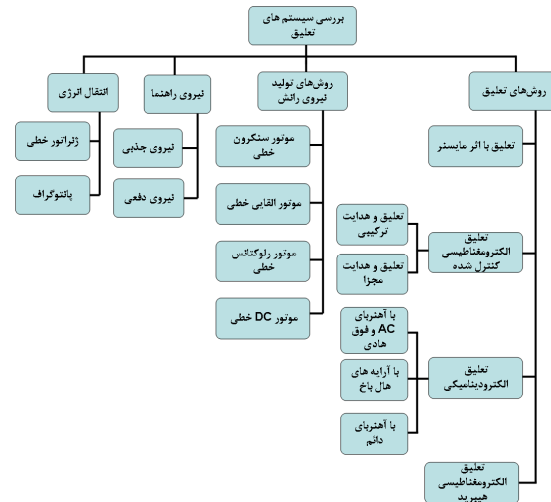 بررسی سیستم های
تعلیق
روش‌های تعلیق
تعلیق با اثر مایسنر
تعلیق
الکترومغناطیسی
کنترل شده
تعلیق و هدایت
ترکیبی
تعلیق و هدایت
مجزا
تعلیق
الکترودینامیکی
با آهنربای
AC و فوق
هادی
با آرایه های
هال باخ
با آهنربای
دائم
تعلیق
الکترومغناطیسی
هیبرید
روش‌های تولید
نیروی رانش
موتور سنکرون
خطی
موتور القایی خطی
موتور رلوکتانس
خطی
موتور DC خطی
نیروی راهنما
نیروی جذبی
نیروی دفعی
انتقال انرژی
ژنراتور خطی
پانتوگراف